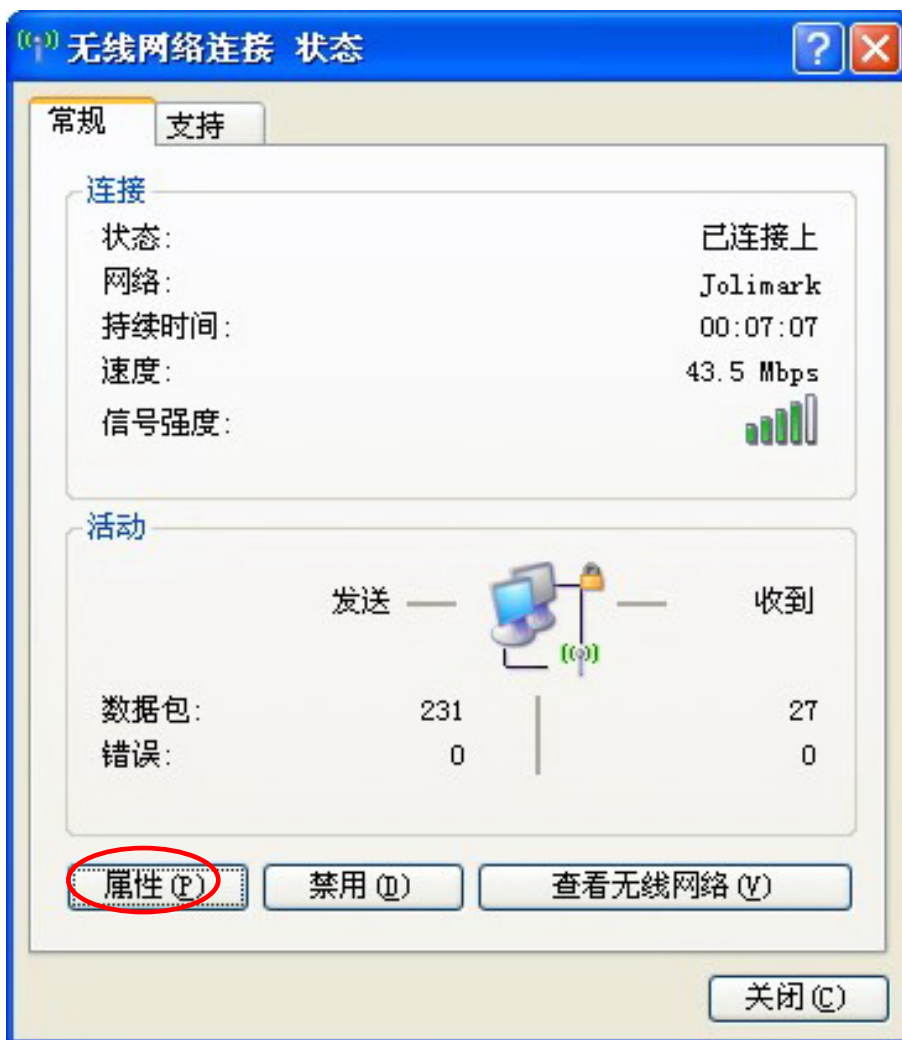 无线网络连接 状态
常规 支持
连接
状态: 已连接上
网络: Jolimark
持续时间: 00:07:07
速度: 43.5 Mbps
信号强度:
活动
发送 收到
数据包: 231 27
错误: 0 0
属性(P) 禁用(D) 查看无线网络(V)
关闭(C)